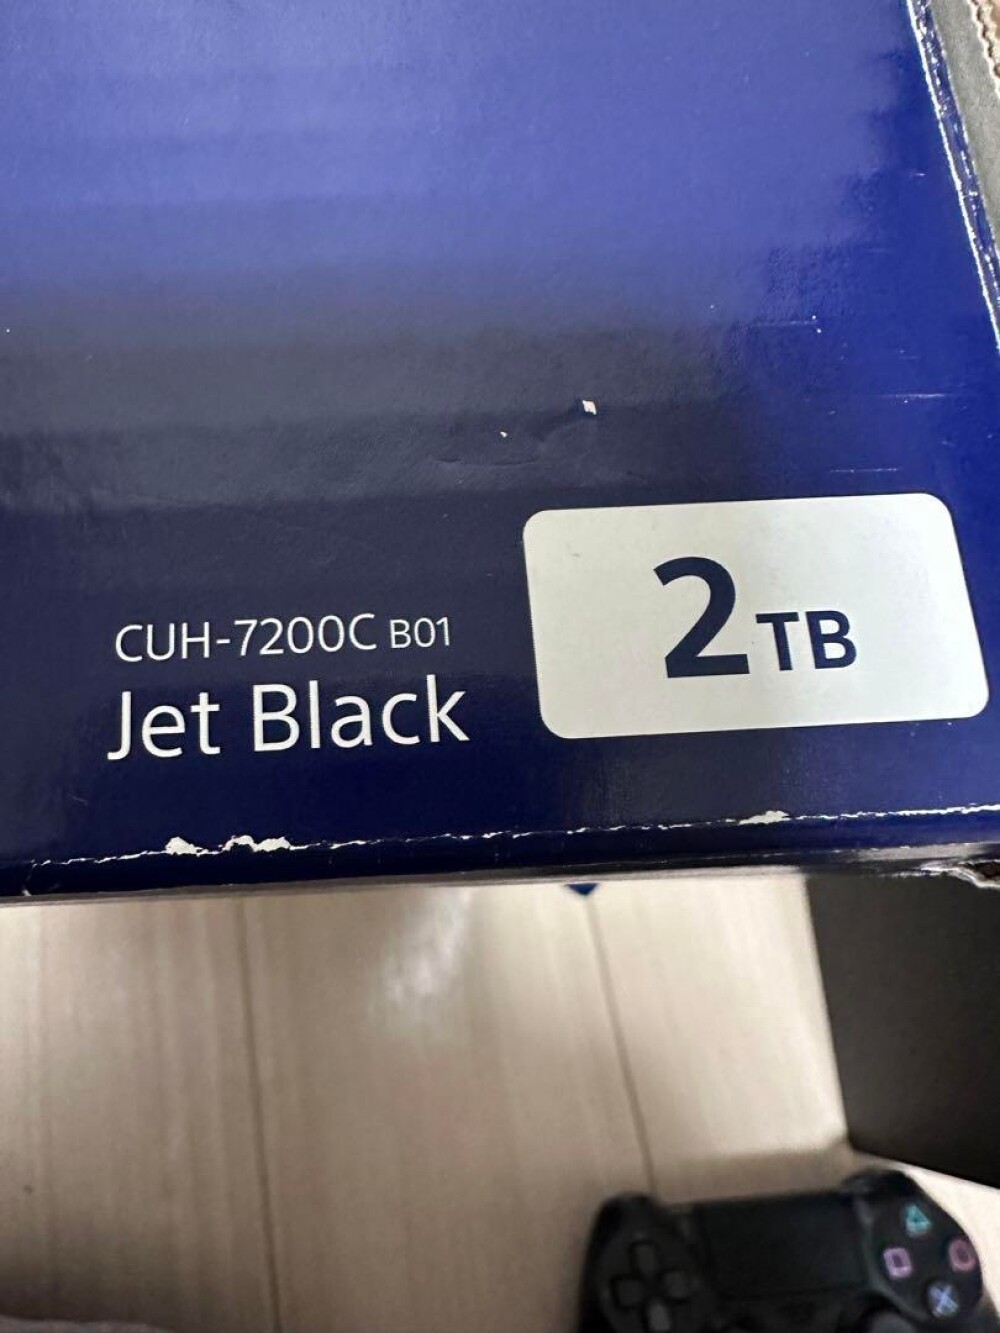 CUH-7200C B01
Jet Black
2TB